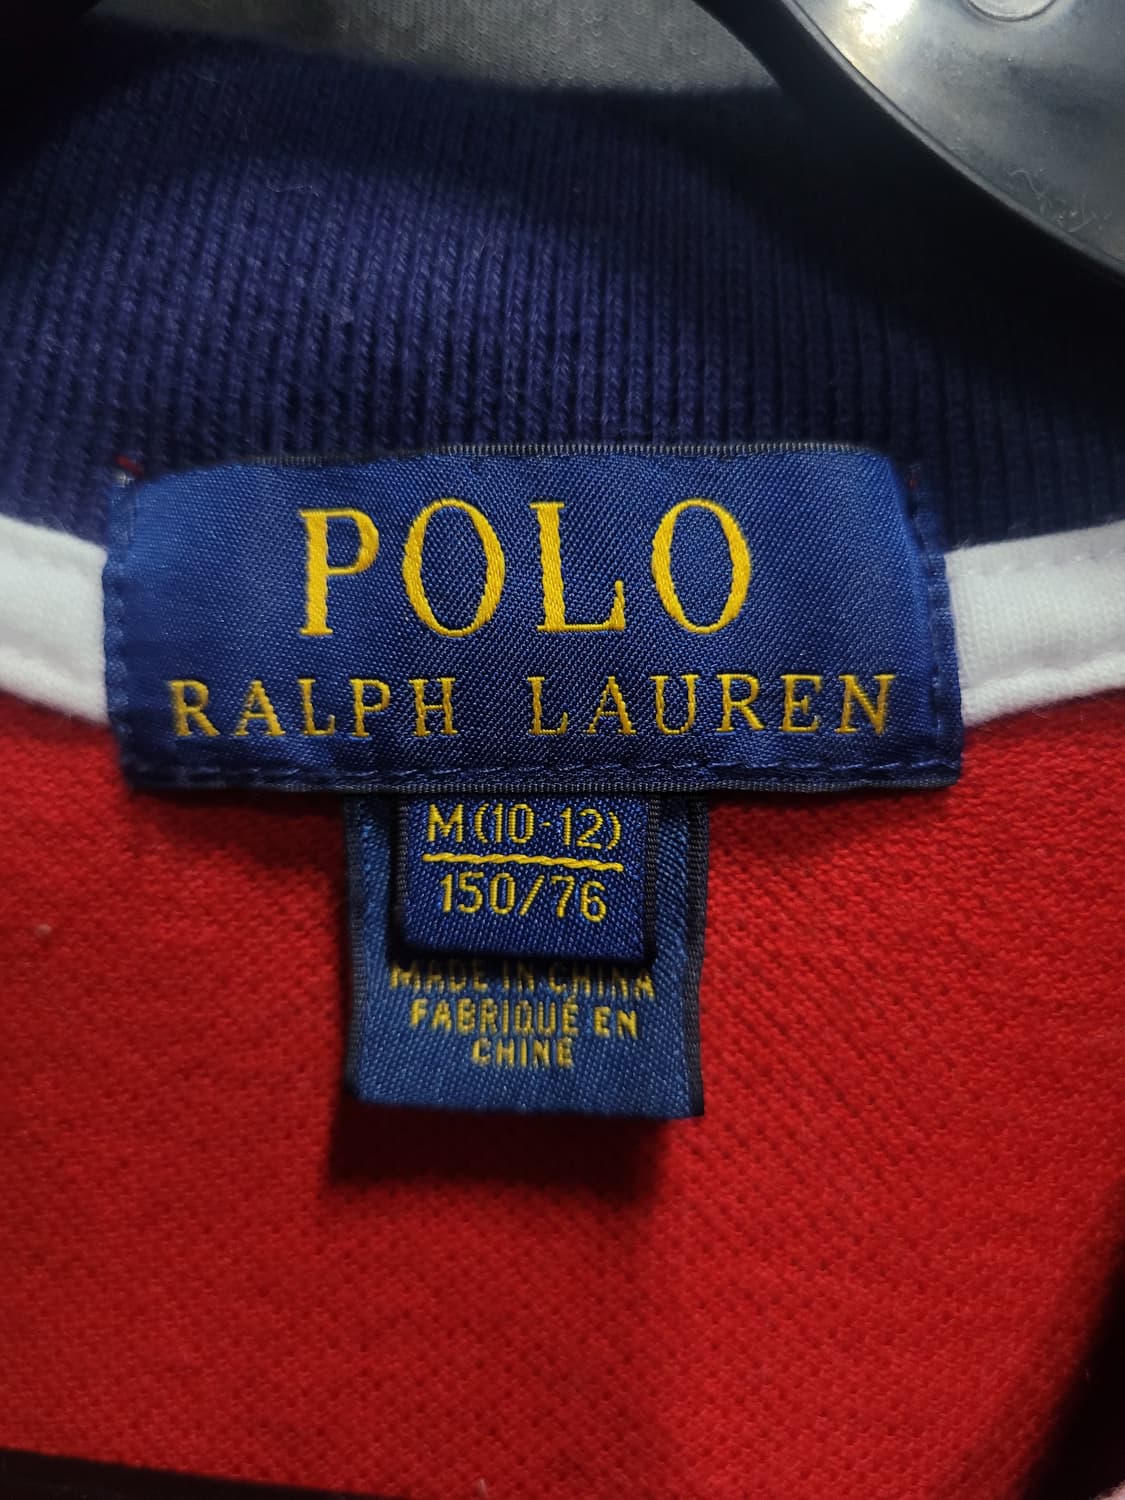 POLO
RALPH LAUREN
M(10-12)
150/76
MADE IN CHINA
FABRIQUÉ EN
CHINE